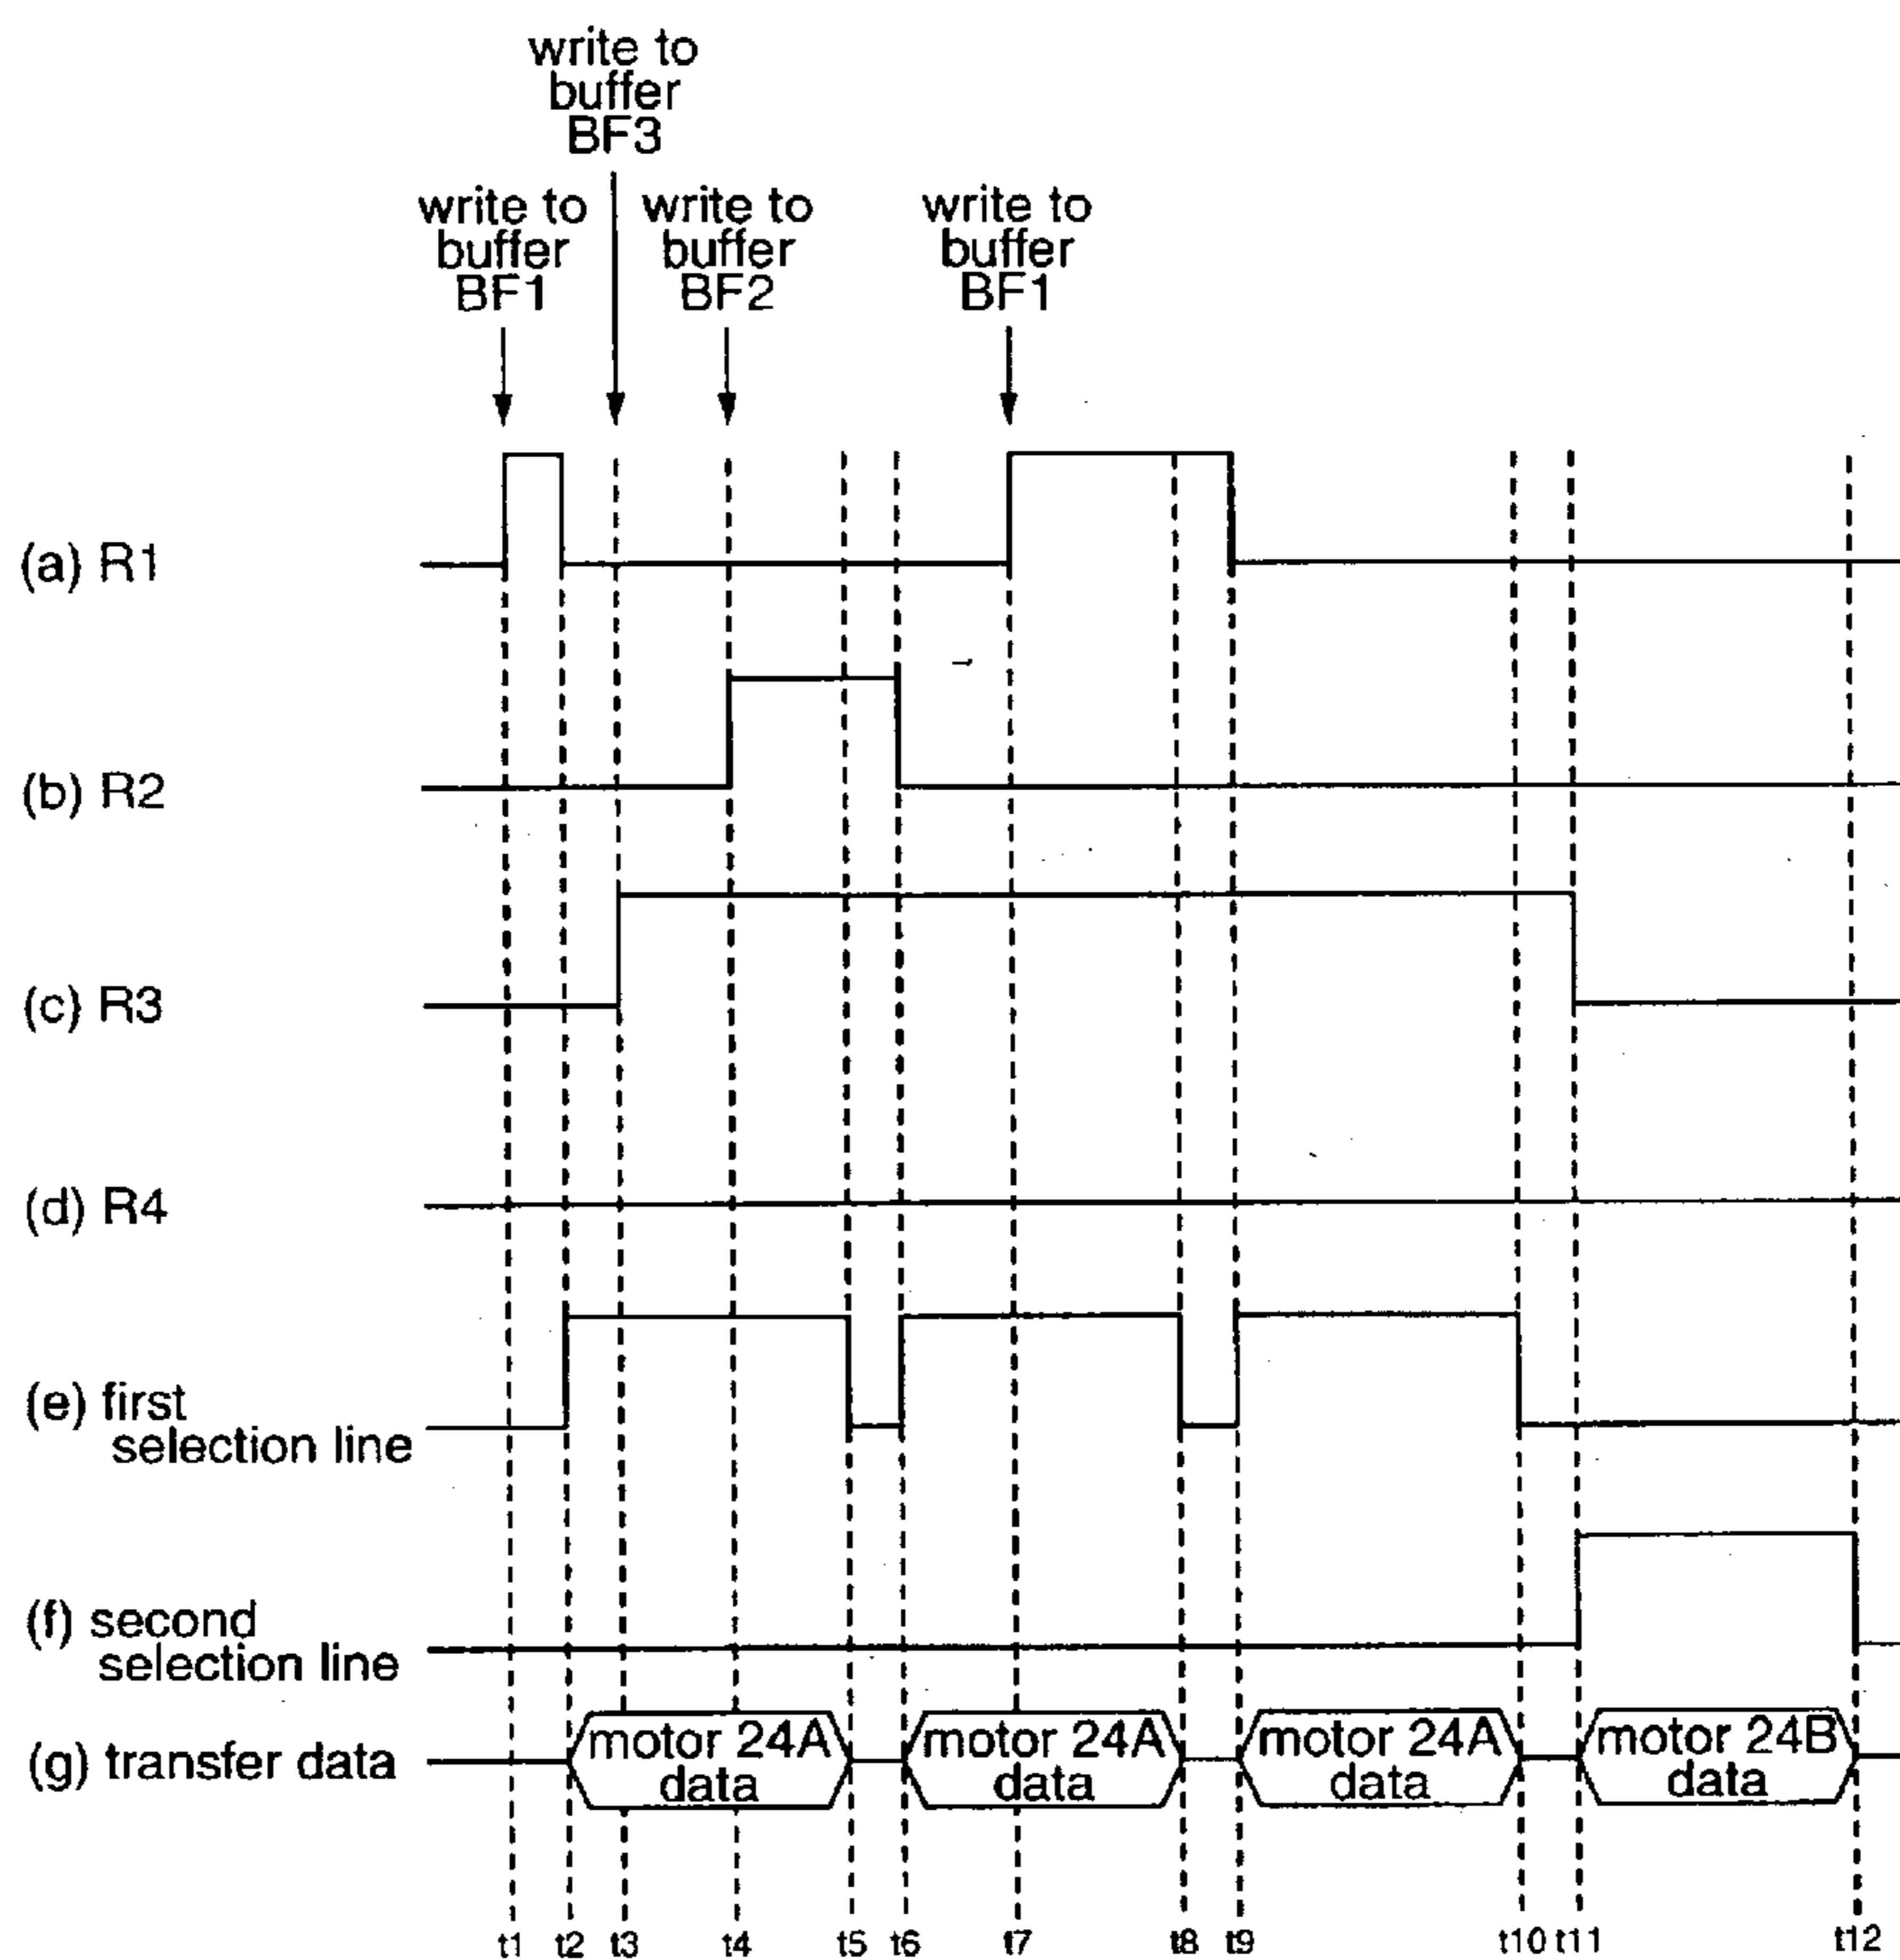 write to
buffer
BF3
write to
buffer
BF1
write to
buffer
BF2
write to
buffer
BF1
(a) R1
(b) R2
(c) R3
(d) R4
(e) first
selection line
(f) second
selection line
(g) transfer data
motor 24A
data
motor 24A
data
motor 24A
data
motor 24B
data
t1 t2 t3 t4 t5 t6 t7 t8 t9 t10 t11 t12